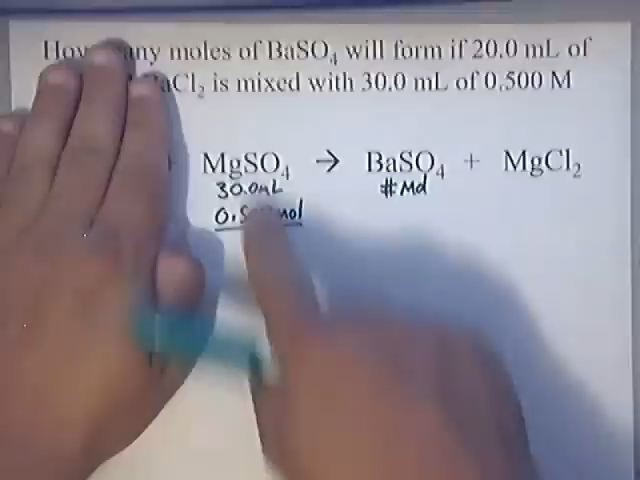 How any moles of BaSO₄ will form if 20.0 mL of
aCl₂ is mixed with 30.0 mL of 0.500 M
+ MgSO₄ → BaSO₄ + MgCl₂
30.0mL #Mol